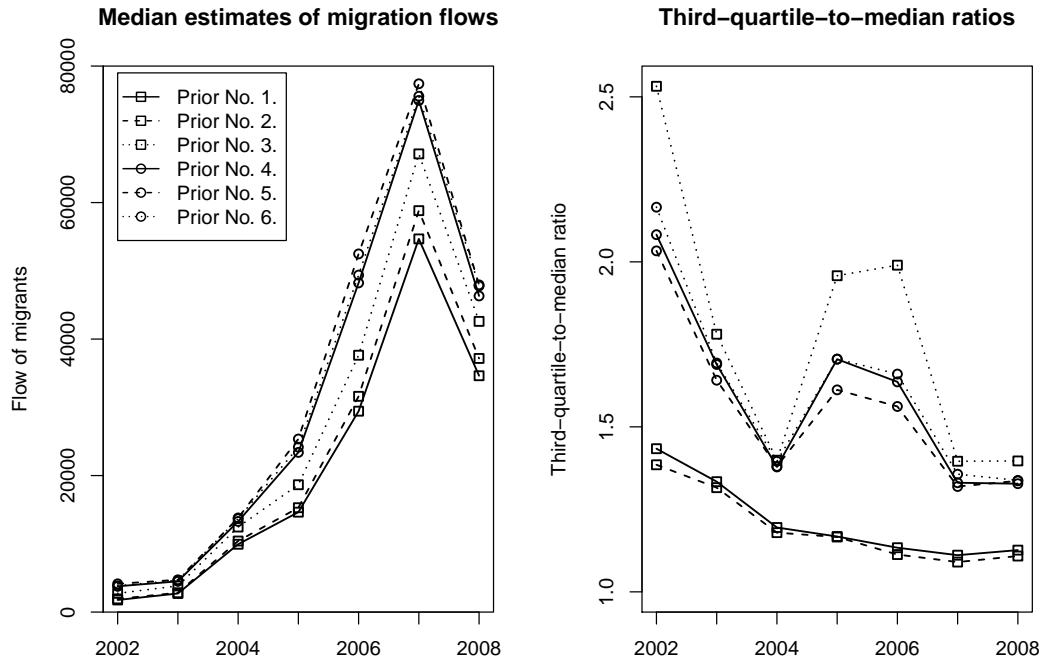 Median estimates of migration flows
Flow of migrants
80000
60000
40000
20000
0
Prior No. 1.
Prior No. 2.
Prior No. 3.
Prior No. 4.
Prior No. 5.
Prior No. 6.
2002 2004 2006 2008
Third−quartile−to−median ratios
Third−quartile−to−median ratio
2.5
2.0
1.5
1.0
2002 2004 2006 2008